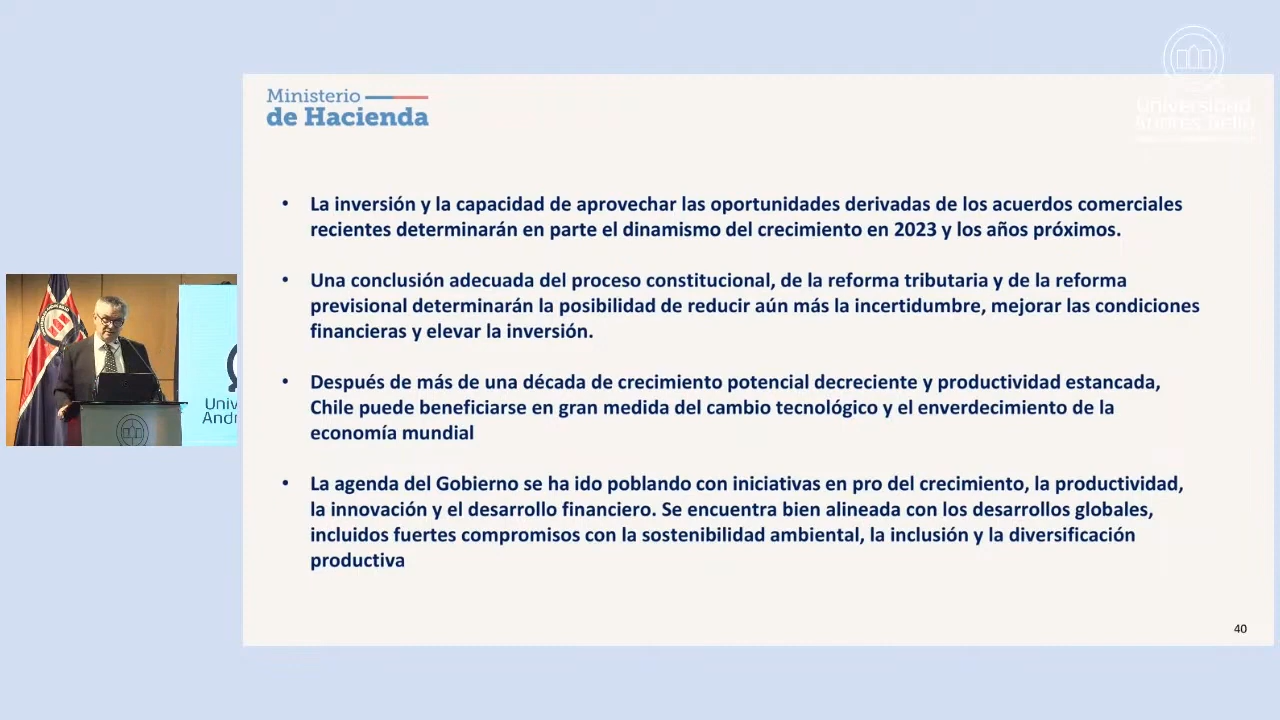 Universidad
Andrés Bello
Ministerio
de Hacienda
• La inversión y la capacidad de aprovechar las oportunidades derivadas de los acuerdos comerciales
recientes determinarán en parte el dinamismo del crecimiento en 2023 y los años próximos.
• Una conclusión adecuada del proceso constitucional, de la reforma tributaria y de la reforma
previsional determinarán la posibilidad de reducir aún más la incertidumbre, mejorar las condiciones
financieras y elevar la inversión.
• Después de más de una década de crecimiento potencial decreciente y productividad estancada,
Chile puede beneficiarse en gran medida del cambio tecnológico y el enverdecimiento de la
economía mundial
• La agenda del Gobierno se ha ido poblando con iniciativas en pro del crecimiento, la productividad,
la innovación y el desarrollo financiero. Se encuentra bien alineada con los desarrollos globales,
incluidos fuertes compromisos con la sostenibilidad ambiental, la inclusión y la diversificación
productiva
40
Univ
Andr